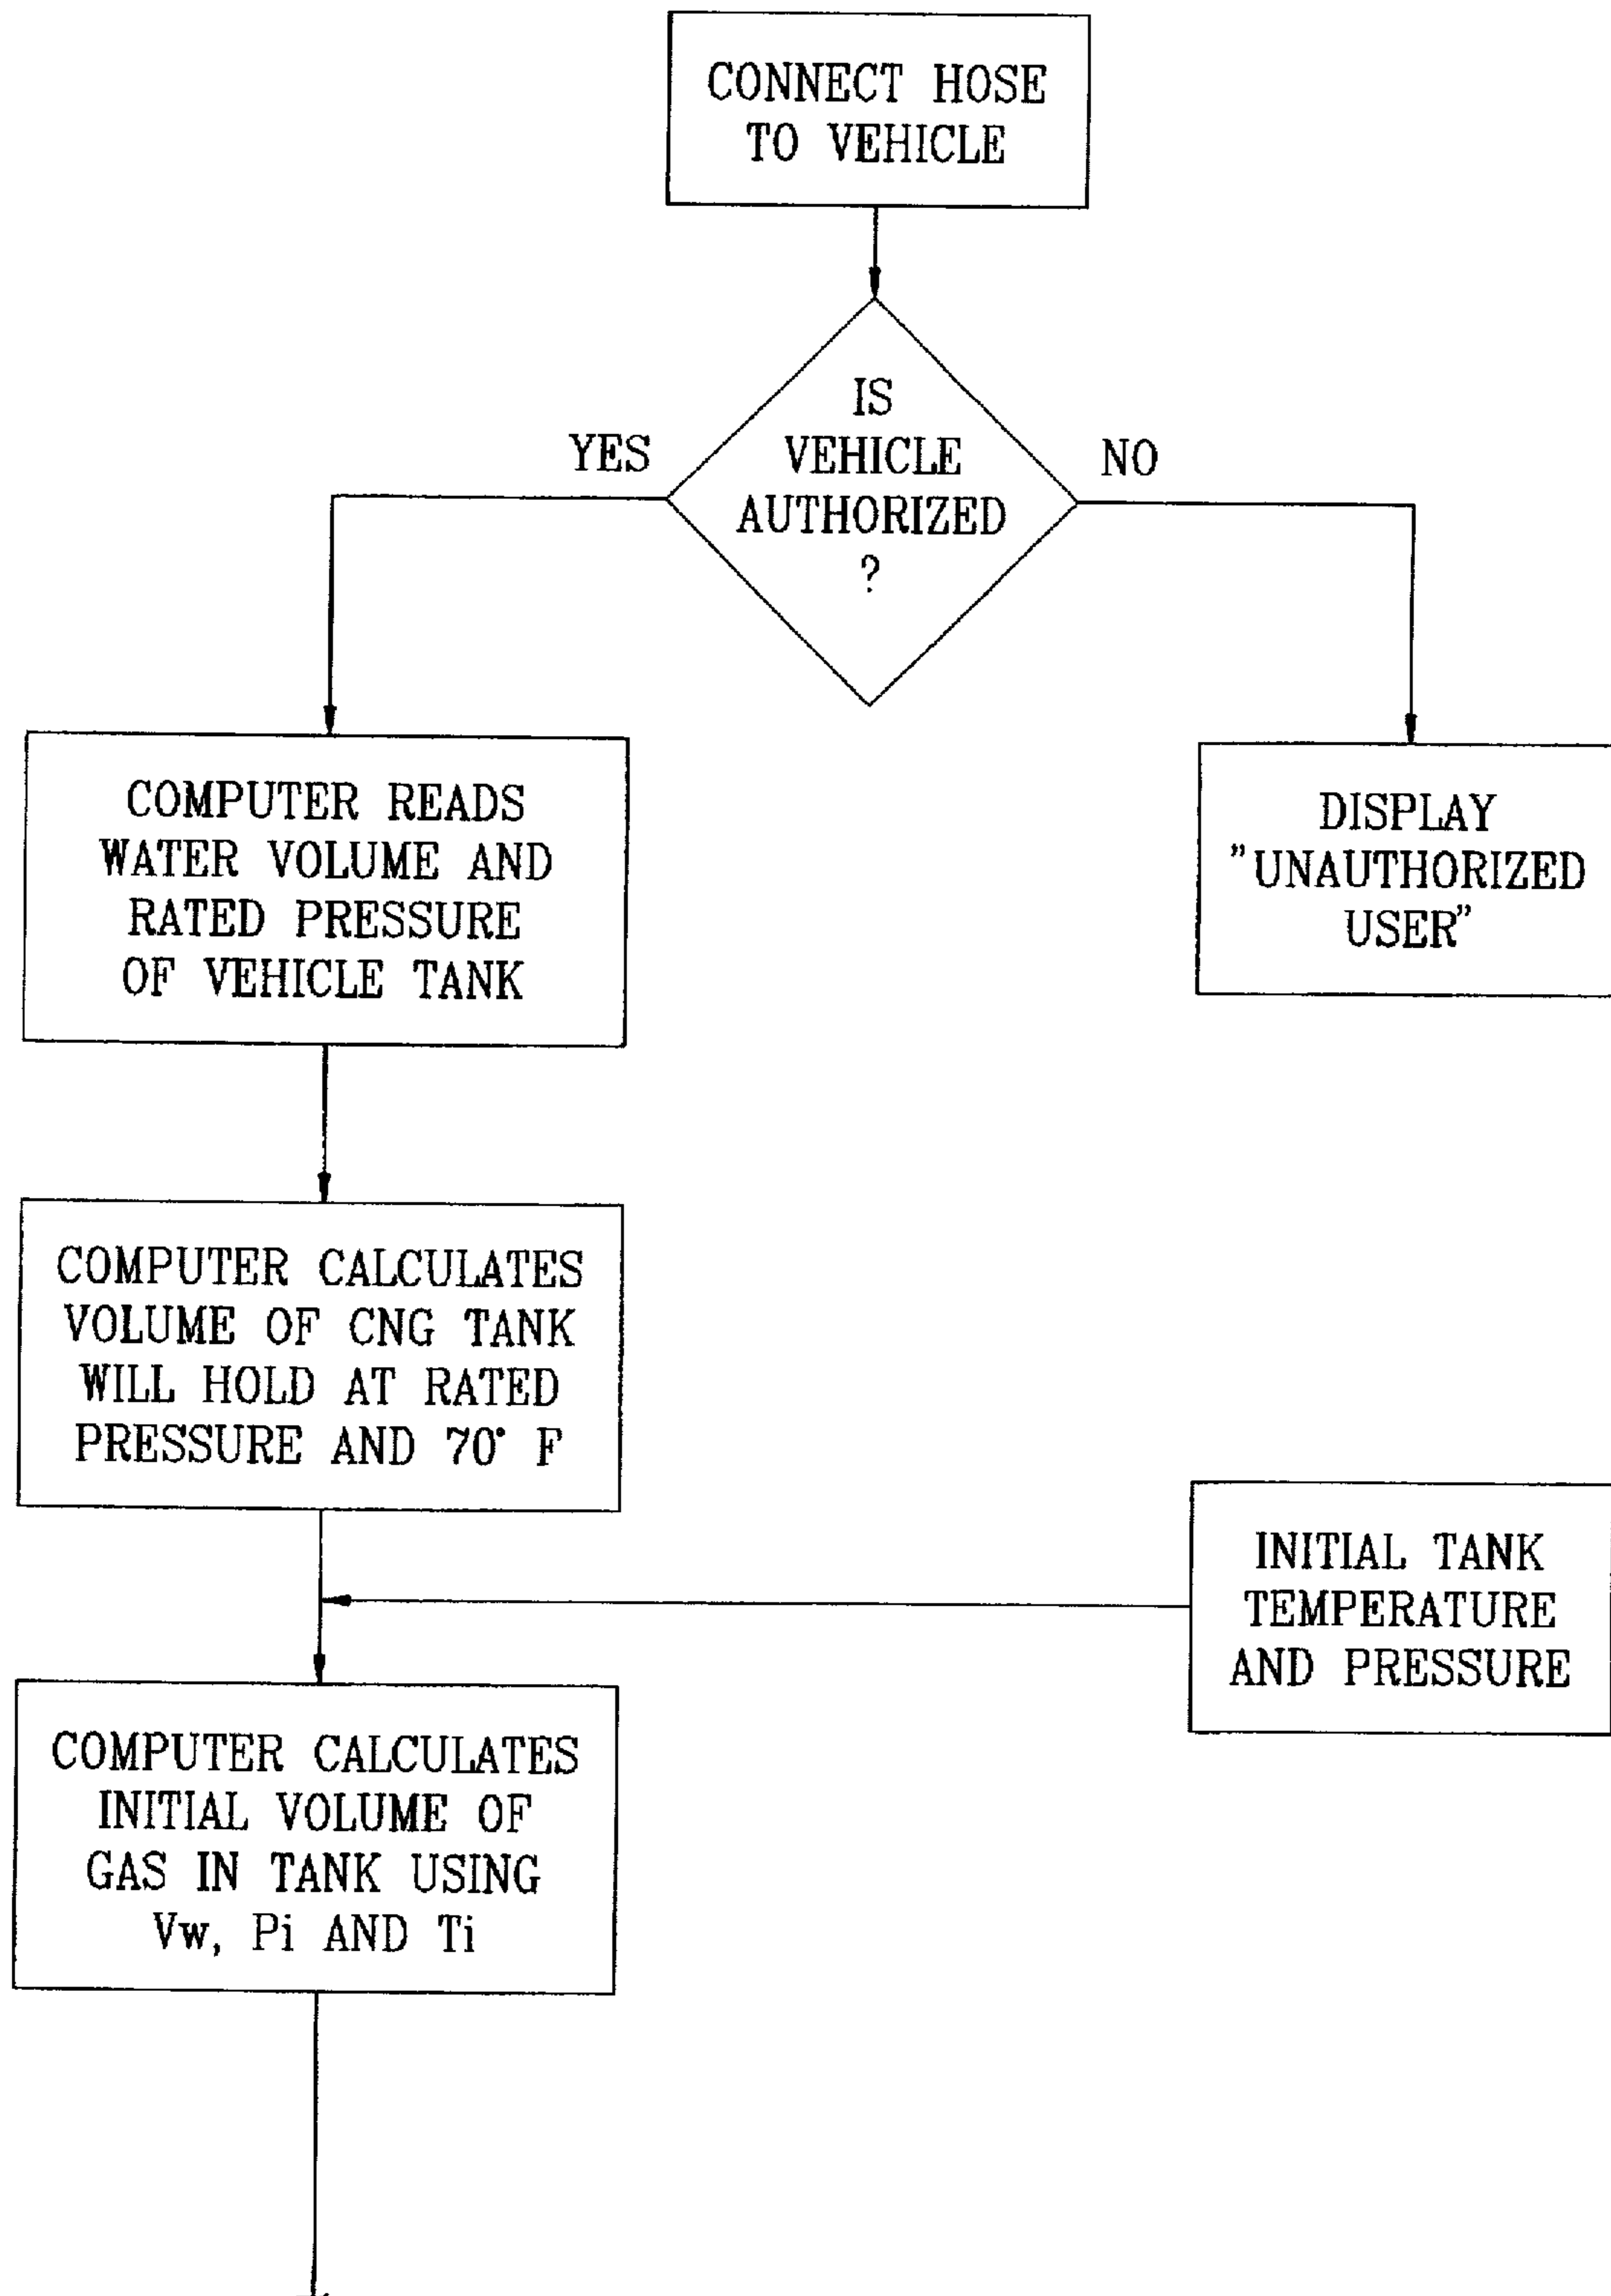 CONNECT HOSE
TO VEHICLE
IS
VEHICLE
AUTHORIZED
?
YES
NO
COMPUTER READS
WATER VOLUME AND
RATED PRESSURE
OF VEHICLE TANK
DISPLAY
"UNAUTHORIZED
USER"
COMPUTER CALCULATES
VOLUME OF CNG TANK
WILL HOLD AT RATED
PRESSURE AND 70° F
INITIAL TANK
TEMPERATURE
AND PRESSURE
COMPUTER CALCULATES
INITIAL VOLUME OF
GAS IN TANK USING
Vw, Pi AND Ti